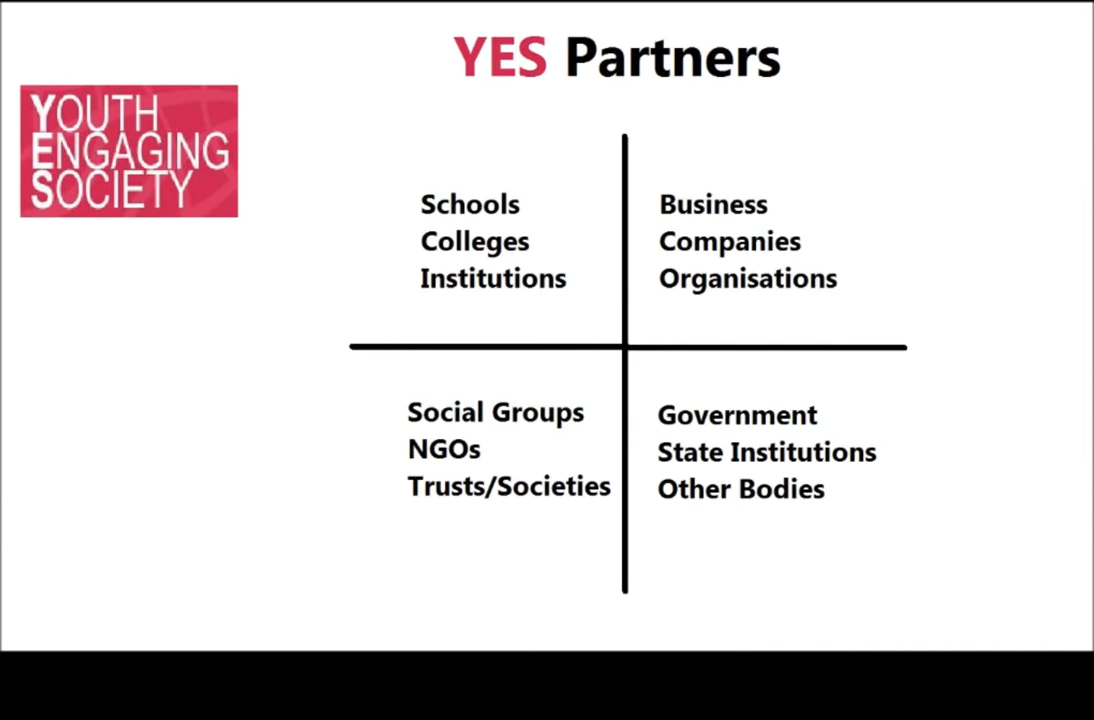 YES Partners
YOUTH
ENGAGING
SOCIETY
Schools
Colleges
Institutions
Business
Companies
Organisations
Social Groups
NGOs
Trusts/Societies
Government
State Institutions
Other Bodies